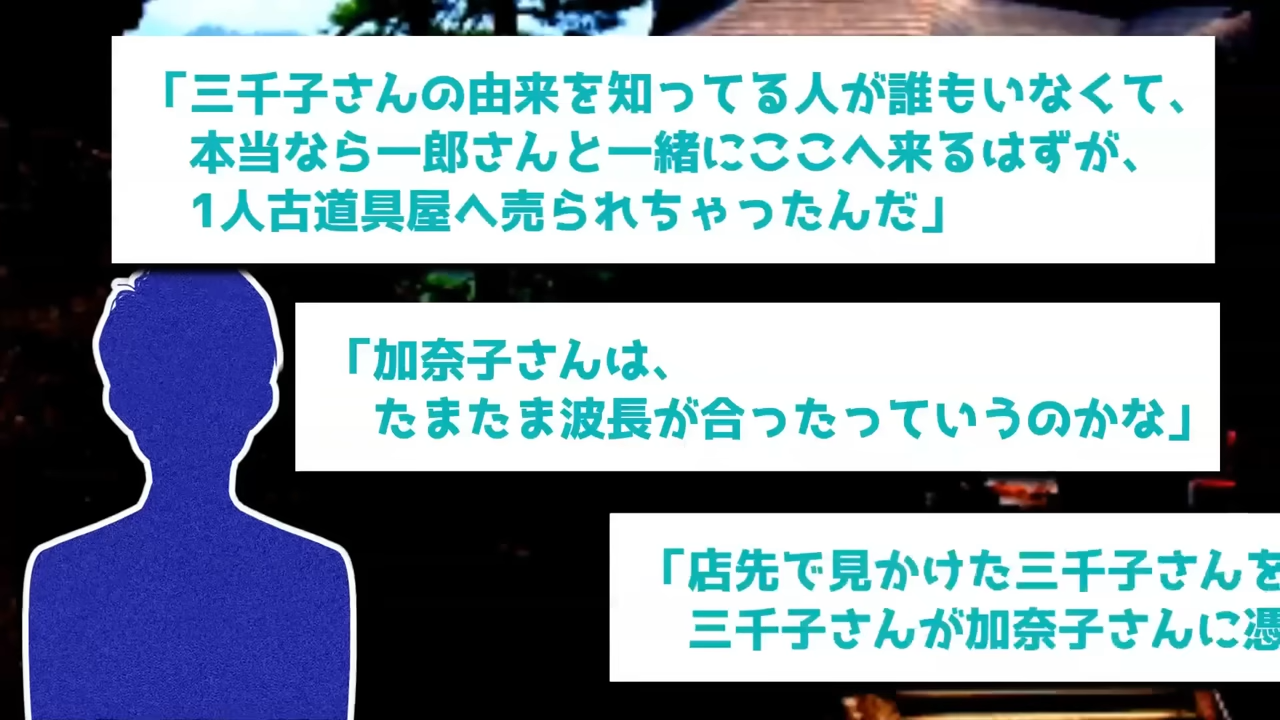 「三千子さんの由来を知ってる人が誰もいなくて、
本当なら一郎さんと一緒にここへ来るはずが、
1人古道具屋へ売られちゃったんだ」
「加奈子さんは、
たまたま波長が合ったっていうのかな」
「店先で見かけた三千子さんを
三千子さんが加奈子さんに憑